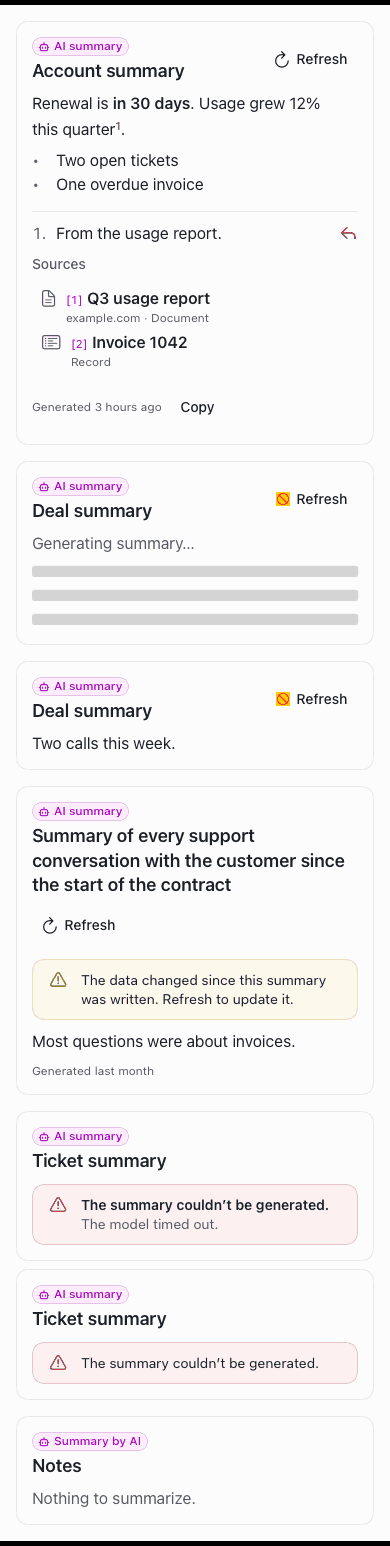 AI summary
Account summary
Refresh
Renewal is in 30 days. Usage grew 12%
this quarter¹.
• Two open tickets
• One overdue invoice
1. From the usage report.
Sources
[1] Q3 usage report
example.com · Document
[2] Invoice 1042
Record
Generated 3 hours ago
Copy
AI summary
Deal summary
Refresh
Generating summary...
AI summary
Deal summary
Refresh
Two calls this week.
AI summary
Summary of every support
conversation with the customer since
the start of the contract
Refresh
The data changed since this summary
was written. Refresh to update it.
Most questions were about invoices.
Generated last month
AI summary
Ticket summary
The summary couldn’t be generated.
The model timed out.
AI summary
Ticket summary
The summary couldn’t be generated.
Summary by AI
Notes
Nothing to summarize.